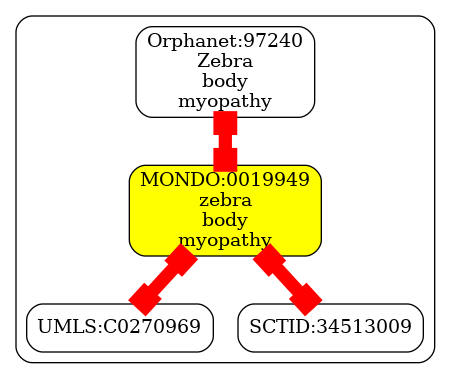 Orphanet:97240
Zebra
body
myopathy
MONDO:0019949
zebra
body
myopathy
UMLS:C0270969
SCTID:34513009